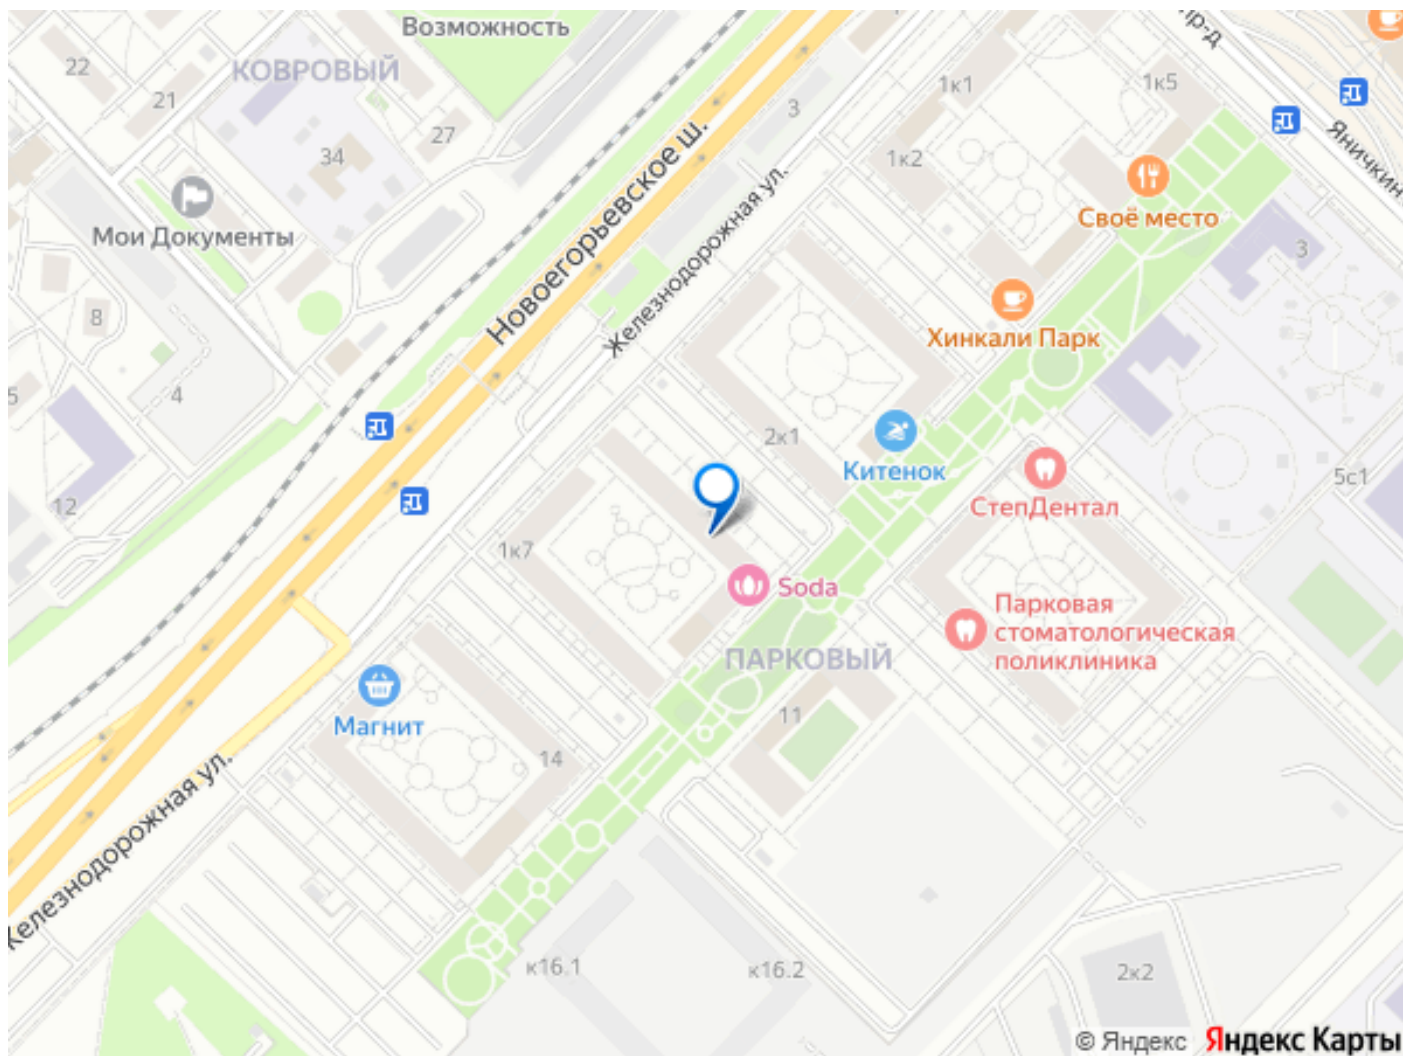 Возможность
пр-д
КОВРОВЫЙ
22
21
27
34
3
1к1
1к5
1к2
Яничкин
Мои Документы
Новоегорьевское ш.
Железнодорожная ул.
Своё место
3
8
Хинкали Парк
4
5
2к1
Китенок
12
СтепДентал
5с1
1к7
Soda
Парковая
стоматологическая
поликлиника
ПАРКОВЫЙ
Магнит
11
14
Железнодорожная ул.
к16.1
к16.2
2к2
© Яндекс Яндекс Карты